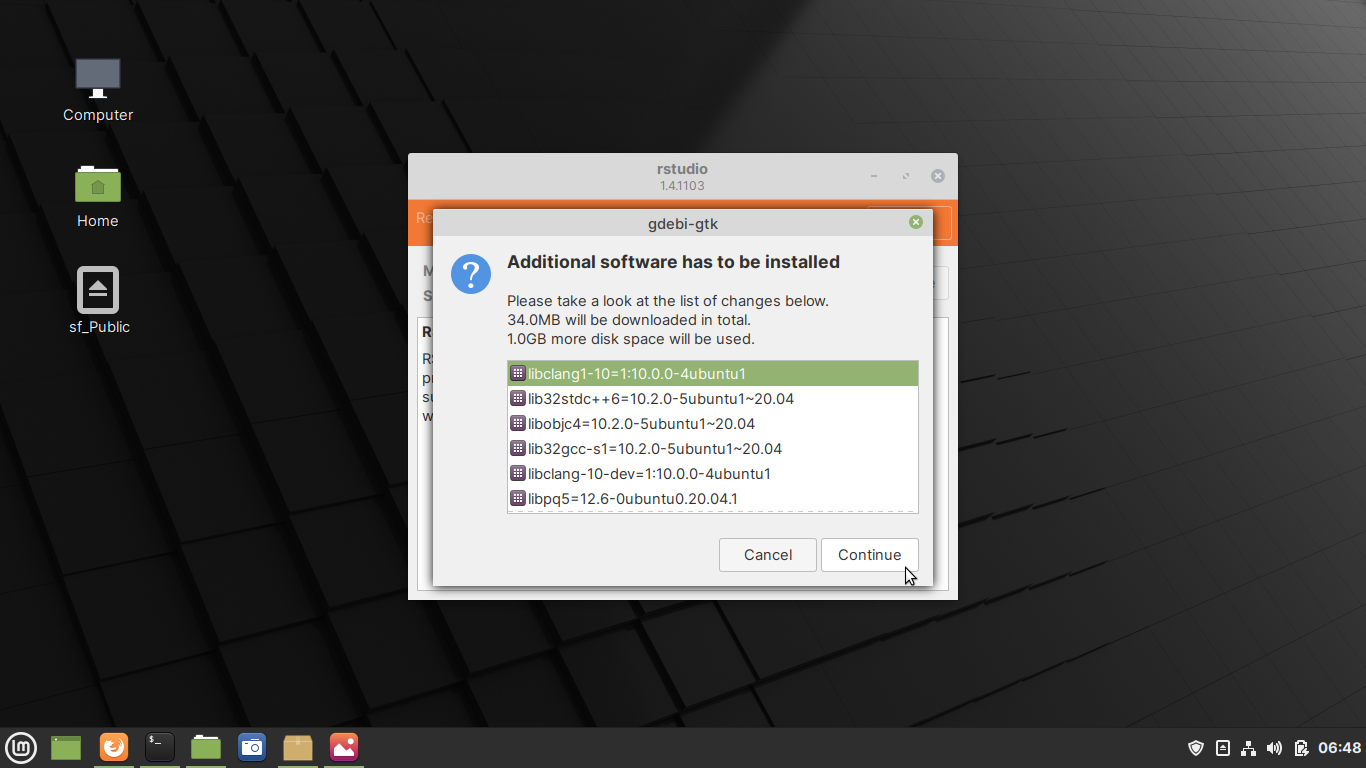 Computer
Home
sf_Public
rstudio
1.4.1103
gdebi-gtk
Additional software has to be installed
Please take a look at the list of changes below.
34.0MB will be downloaded in total.
1.0GB more disk space will be used.
libclang1-10=1:10.0.0-4ubuntu1
lib32stdc++6=10.2.0-5ubuntu1~20.04
libobjc4=10.2.0-5ubuntu1~20.04
lib32gcc-s1=10.2.0-5ubuntu1~20.04
libclang-10-dev=1:10.0.0-4ubuntu1
libpq5=12.6-0ubuntu0.20.04.1
Cancel
Continue
06:48